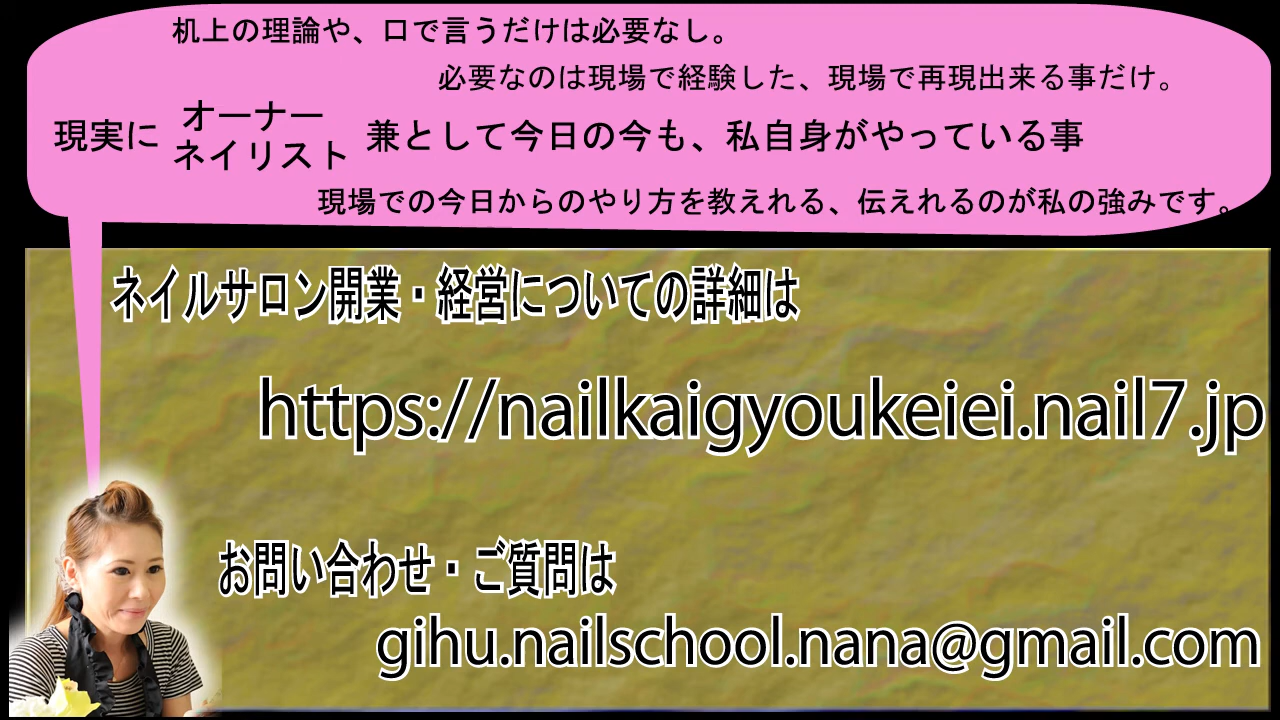 机上の理論や、口で言うだけは必要なし。
必要なのは現場で経験した、現場で再現出来る事だけ。
現実に オーナー ネイリスト 兼として今日の今も、私自身がやっている事
現場での今日からのやり方を教えれる、伝えれるのが私の強みです。
ネイルサロン開業・経営についての詳細は
https://nailkaigyoukeiei.nail7.jp
お問い合わせ・ご質問は
gihu.nailschool.nana@gmail.com